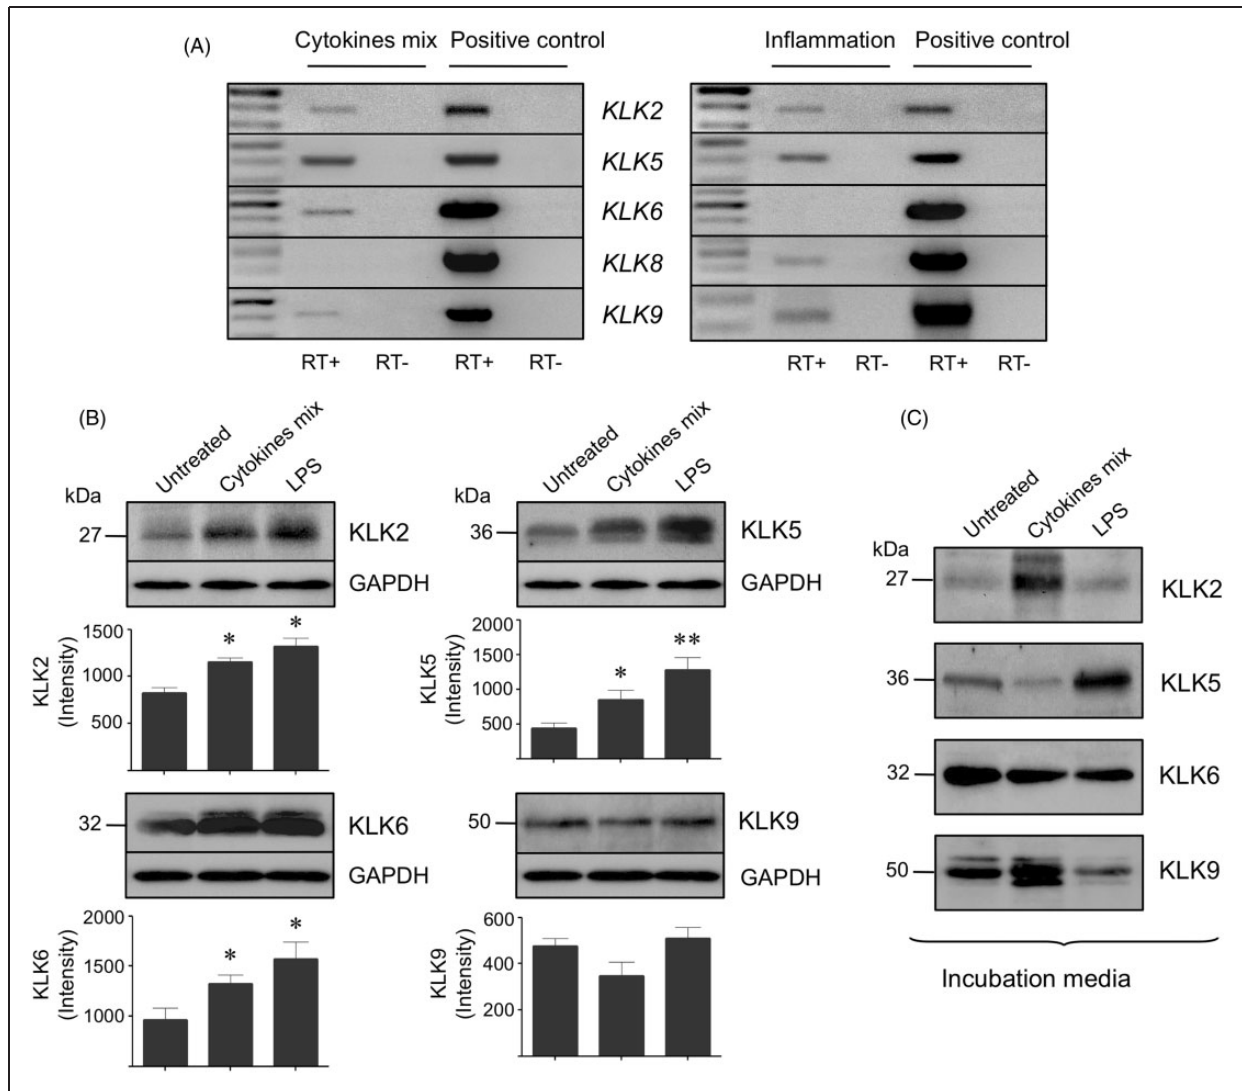 (A)
Cytokines mix Positive control
Inflammation Positive control
KLK2
KLK5
KLK6
KLK8
KLK9
RT+ RT- RT+ RT-
RT+ RT- RT+ RT-
(B)
Untreated
Cytokines mix
LPS
kDa
27
KLK2
GAPDH
KLK2
(Intensity)
1500
1000
500
*
*
Untreated
Cytokines mix
LPS
kDa
36
KLK5
GAPDH
KLK5
(Intensity)
2000
1500
1000
500
*
**
32
KLK6
GAPDH
KLK6
(Intensity)
2000
1500
1000
*
*
50
KLK9
GAPDH
KLK9
(Intensity)
600
400
200
(C)
Untreated
Cytokines mix
LPS
kDa
27
KLK2
36
KLK5
32
KLK6
50
KLK9
Incubation media